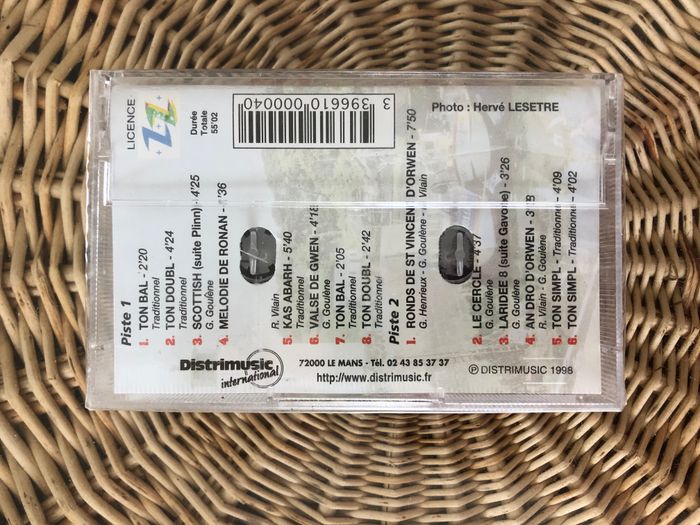 LICENCE
ZZ
Durée
Totale
55'02
3 396610 000040
Photo : Hervé LESETRE
Piste 1
1. TON BAL - 2'20
Traditionnel
2. TON DOUBL - 4'24
Traditionnel
3. SCOTTISH (suite Plinn) - 4'25
G. Goulène
4. MELODIE DE RONAN - '36
R. Vilain
5. KAS ABARH - 5'40
Traditionnel
6. VALSE DE GWEN - 4'18
G. Goulène
7. TON BAL - 2'05
Traditionnel
8. TON DOUBL - 2'42
Traditionnel
Piste 2
1. RONDS DE ST VINCENT D'ORWEN - 7'50
G. Henrieux - G. Goulène - Vilain
2. LE CERCLE - 4'37
G. Goulène
3. LARIDEE 8 (suite Gavotte) - 3'26
G. Goulène
4. AN DRO D'ORWEN
R. Vilain - G. Goulène
5. TON SIMPL - 4'09
Traditionnel
6. TON SIMPL - 4'02
Traditionnel
Distrimusic
international
72000 LE MANS - Tél. 02 43 85 37 37
http://www.distrimusic.fr
Ⓟ DISTRIMUSIC 1998